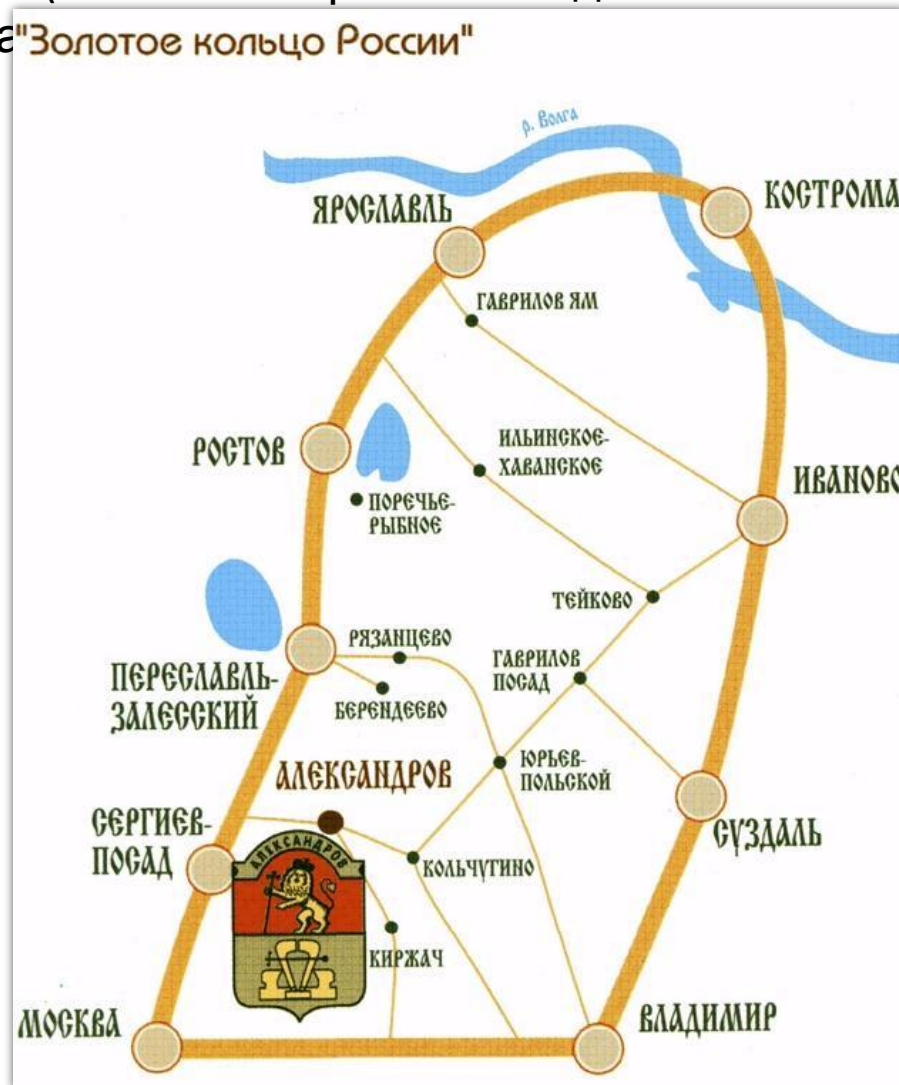 "Золотое кольцо России"
р. Волга
КОСТРОМА
ЯРОСЛАВЛЬ
ГАВРИЛОВ ЯМ
РОСТОВ
ИЛЬИНСКОЕ-
ХАВАНСКОЕ
ИВАНОВО
ПОРЕЧЬЕ-
РЫБНОЕ
ТЕЙКОВО
РЯЗАНЦЕВО
ГАВРИЛОВ
ПОСАД
ПЕРЕСЛАВЛЬ-
ЗАЛЕССКИЙ
БЕРЕНДЕЕВО
ЮРЬЕВ-
ПОЛЬСКОЙ
АЛЕКСАНДРОВ
СЕРГИЕВ-
ПОСАД
СУЗДАЛЬ
АЛЕКСАНДРОВ
КОЛЬЧУГИНО
КИРЖАЧ
МОСКВА
ВЛАДИМИР